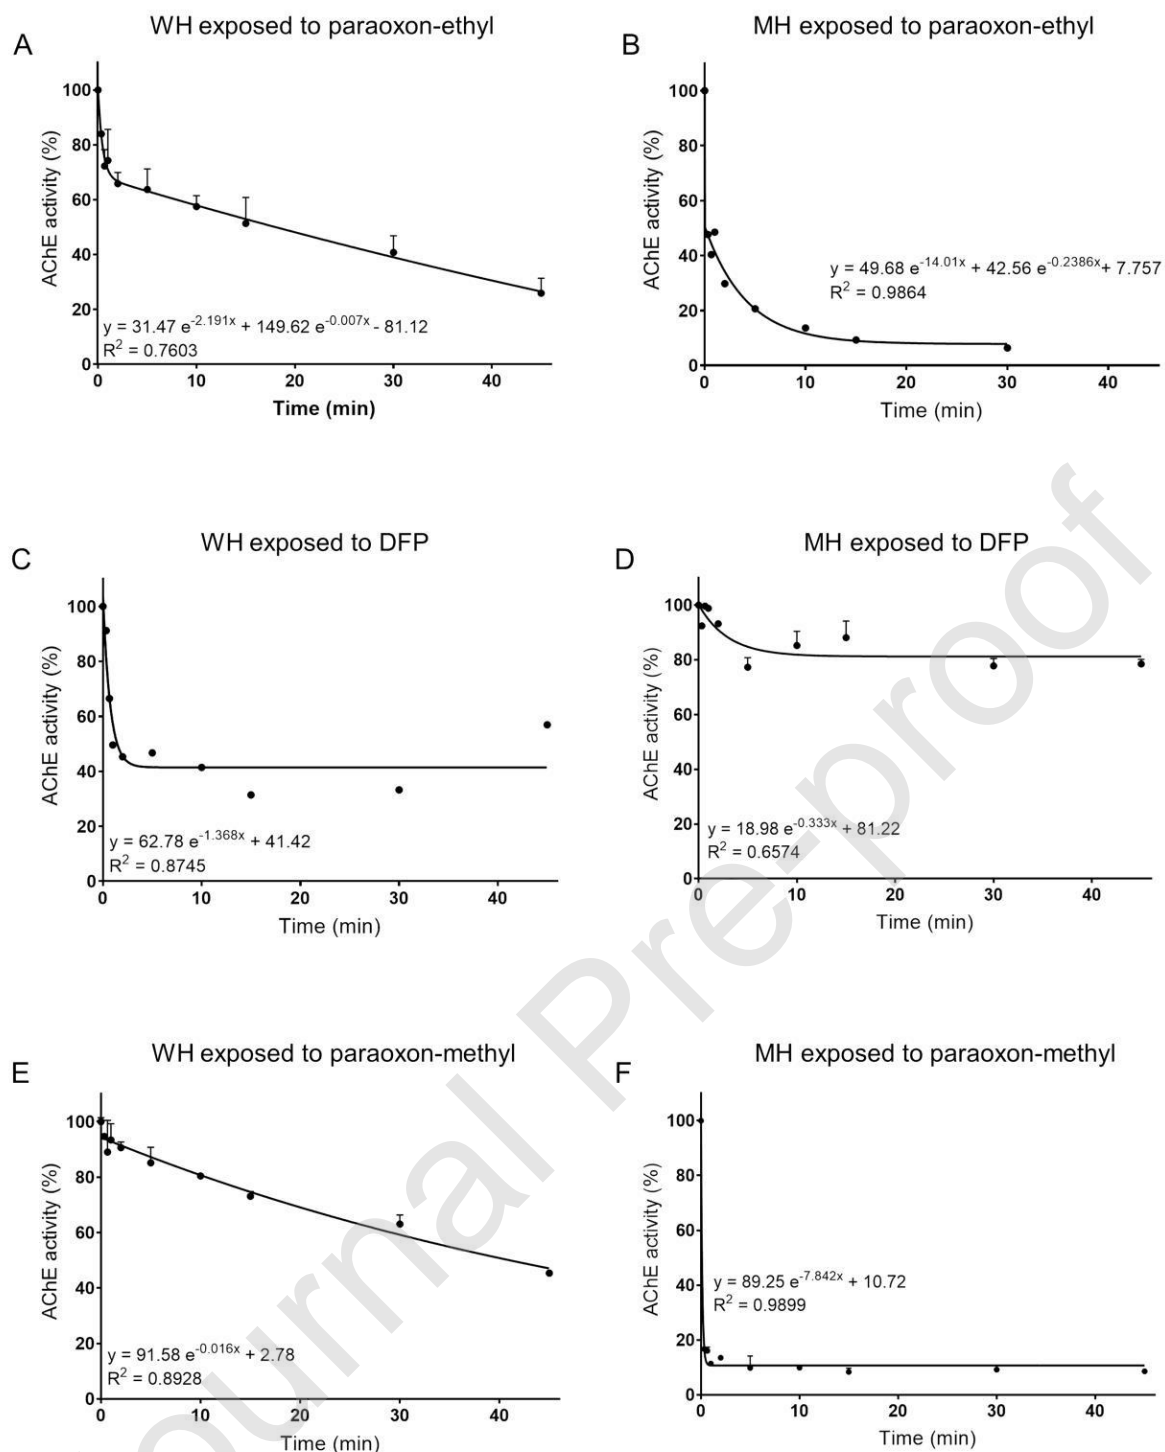 A
WH exposed to paraoxon-ethyl
AChE activity (%)
100
80
60
40
20
0
y = 31.47 e^-2.191x + 149.62 e^-0.007x - 81.12
R^2 = 0.7603
0 10 20 30 40
Time (min)
B
MH exposed to paraoxon-ethyl
AChE activity (%)
100
80
60
40
20
0
y = 49.68 e^-14.01x + 42.56 e^-0.2386x + 7.757
R^2 = 0.9864
0 10 20 30 40
Time (min)
C
WH exposed to DFP
AChE activity (%)
100
80
60
40
20
0
y = 62.78 e^-1.368x + 41.42
R^2 = 0.8745
0 10 20 30 40
Time (min)
D
MH exposed to DFP
AChE activity (%)
100
80
60
40
20
0
y = 18.98 e^-0.333x + 81.22
R^2 = 0.6574
0 10 20 30 40
Time (min)
E
WH exposed to paraoxon-methyl
AChE activity (%)
100
80
60
40
20
0
y = 91.58 e^-0.016x + 2.78
R^2 = 0.8928
0 10 20 30 40
Time (min)
F
MH exposed to paraoxon-methyl
AChE activity (%)
100
80
60
40
20
0
y = 89.25 e^-7.842x + 10.72
R^2 = 0.9899
0 10 20 30 40
Time (min)
ournal Pre-proof